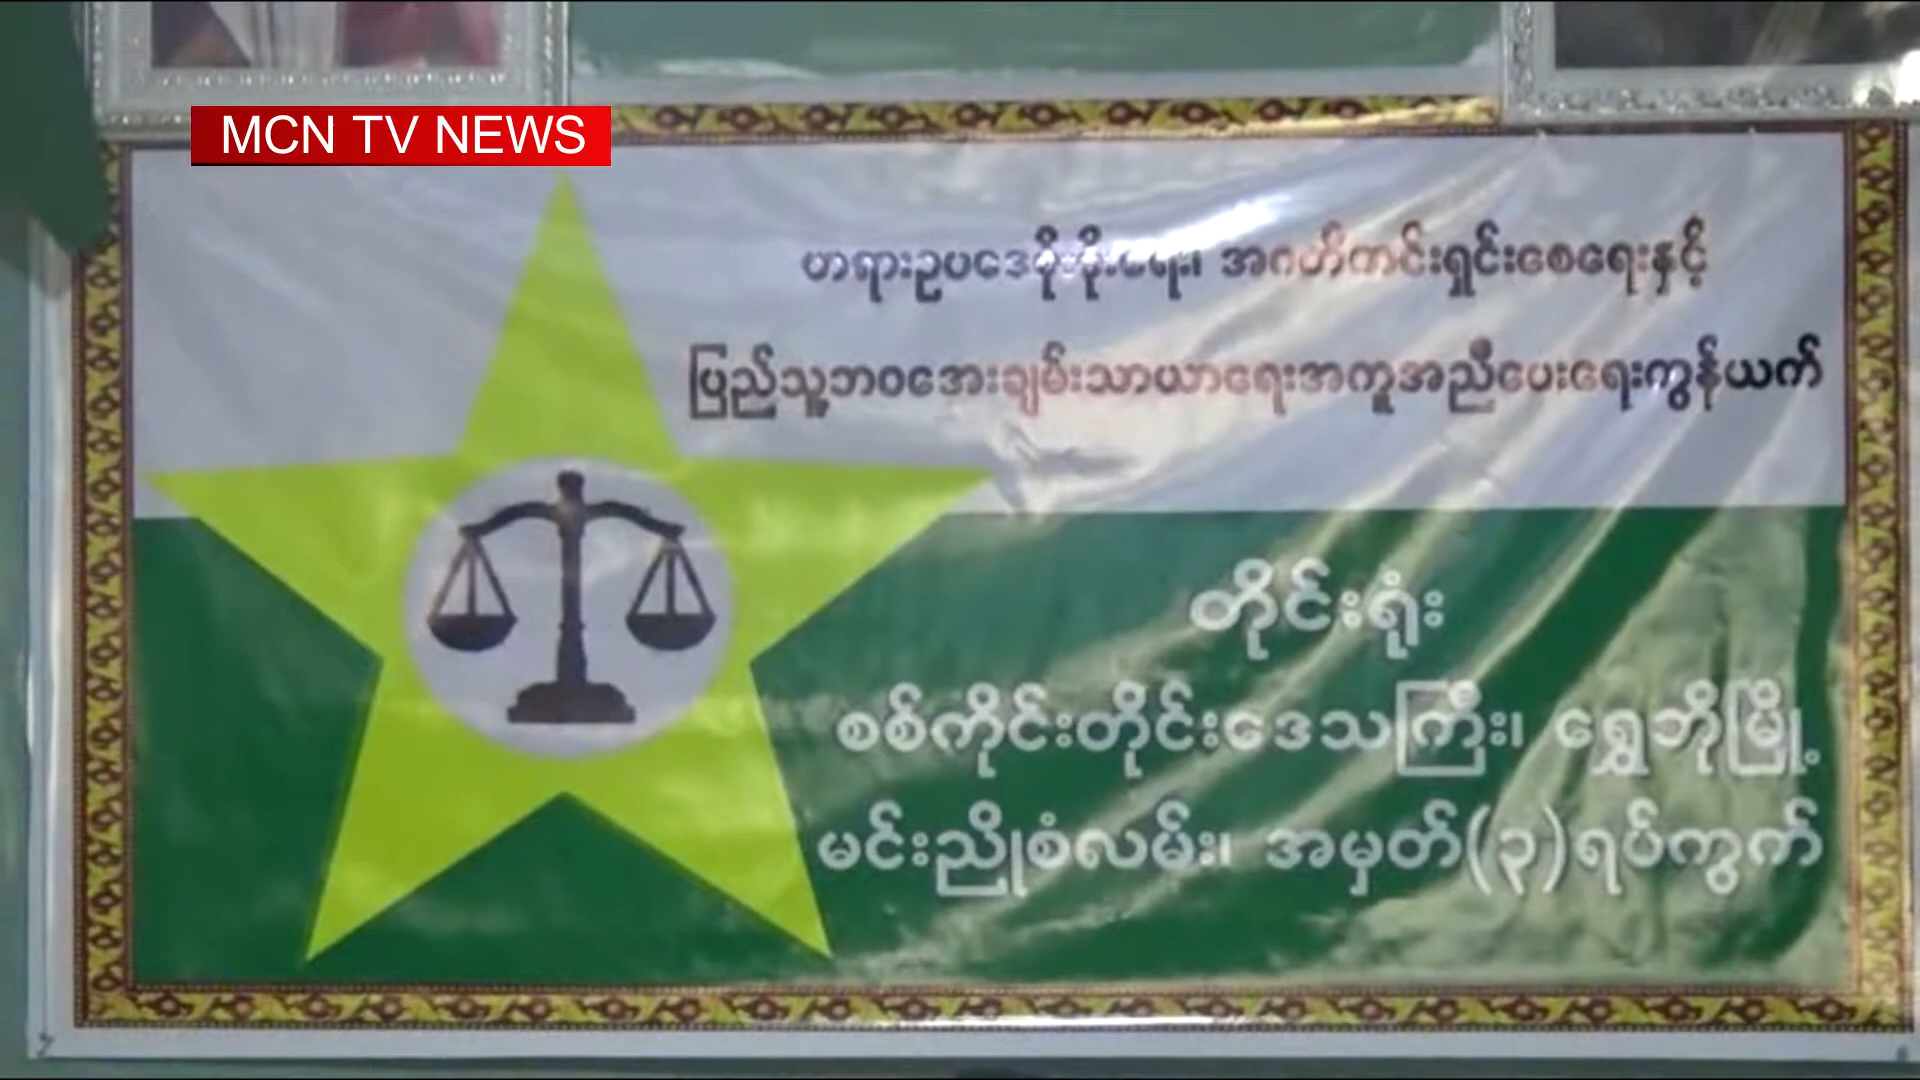 MCN TV NEWS
တရားဥပဒေစိုးမိုးရေး၊ အဂတိကင်းရှင်းစေရေးနှင့်
ပြည်သူ့ဘဝအေးချမ်းသာယာရေးအကူအညီပေးရေးကွန်ယက်
တိုင်းရုံး
စစ်ကိုင်းတိုင်းဒေသကြီး၊ ရွှေဘိုမြို့
မင်းညိုစံလမ်း၊ အမှတ်(၃)ရပ်ကွက်